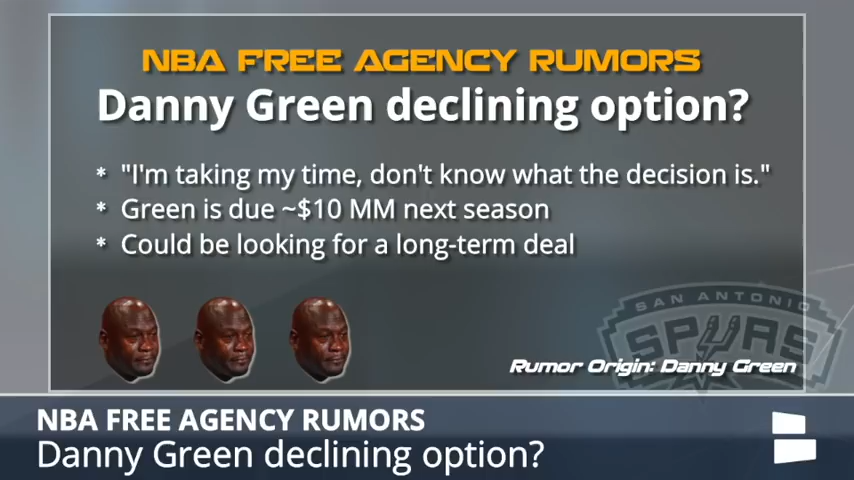 NBA FREE AGENCY RUMORS
Danny Green declining option?
* "I'm taking my time, don't know what the decision is."
* Green is due ~$10 MM next season
* Could be looking for a long-term deal
SAN ANTONIO
SPURS
Rumor Origin: Danny Green
NBA FREE AGENCY RUMORS
Danny Green declining option?